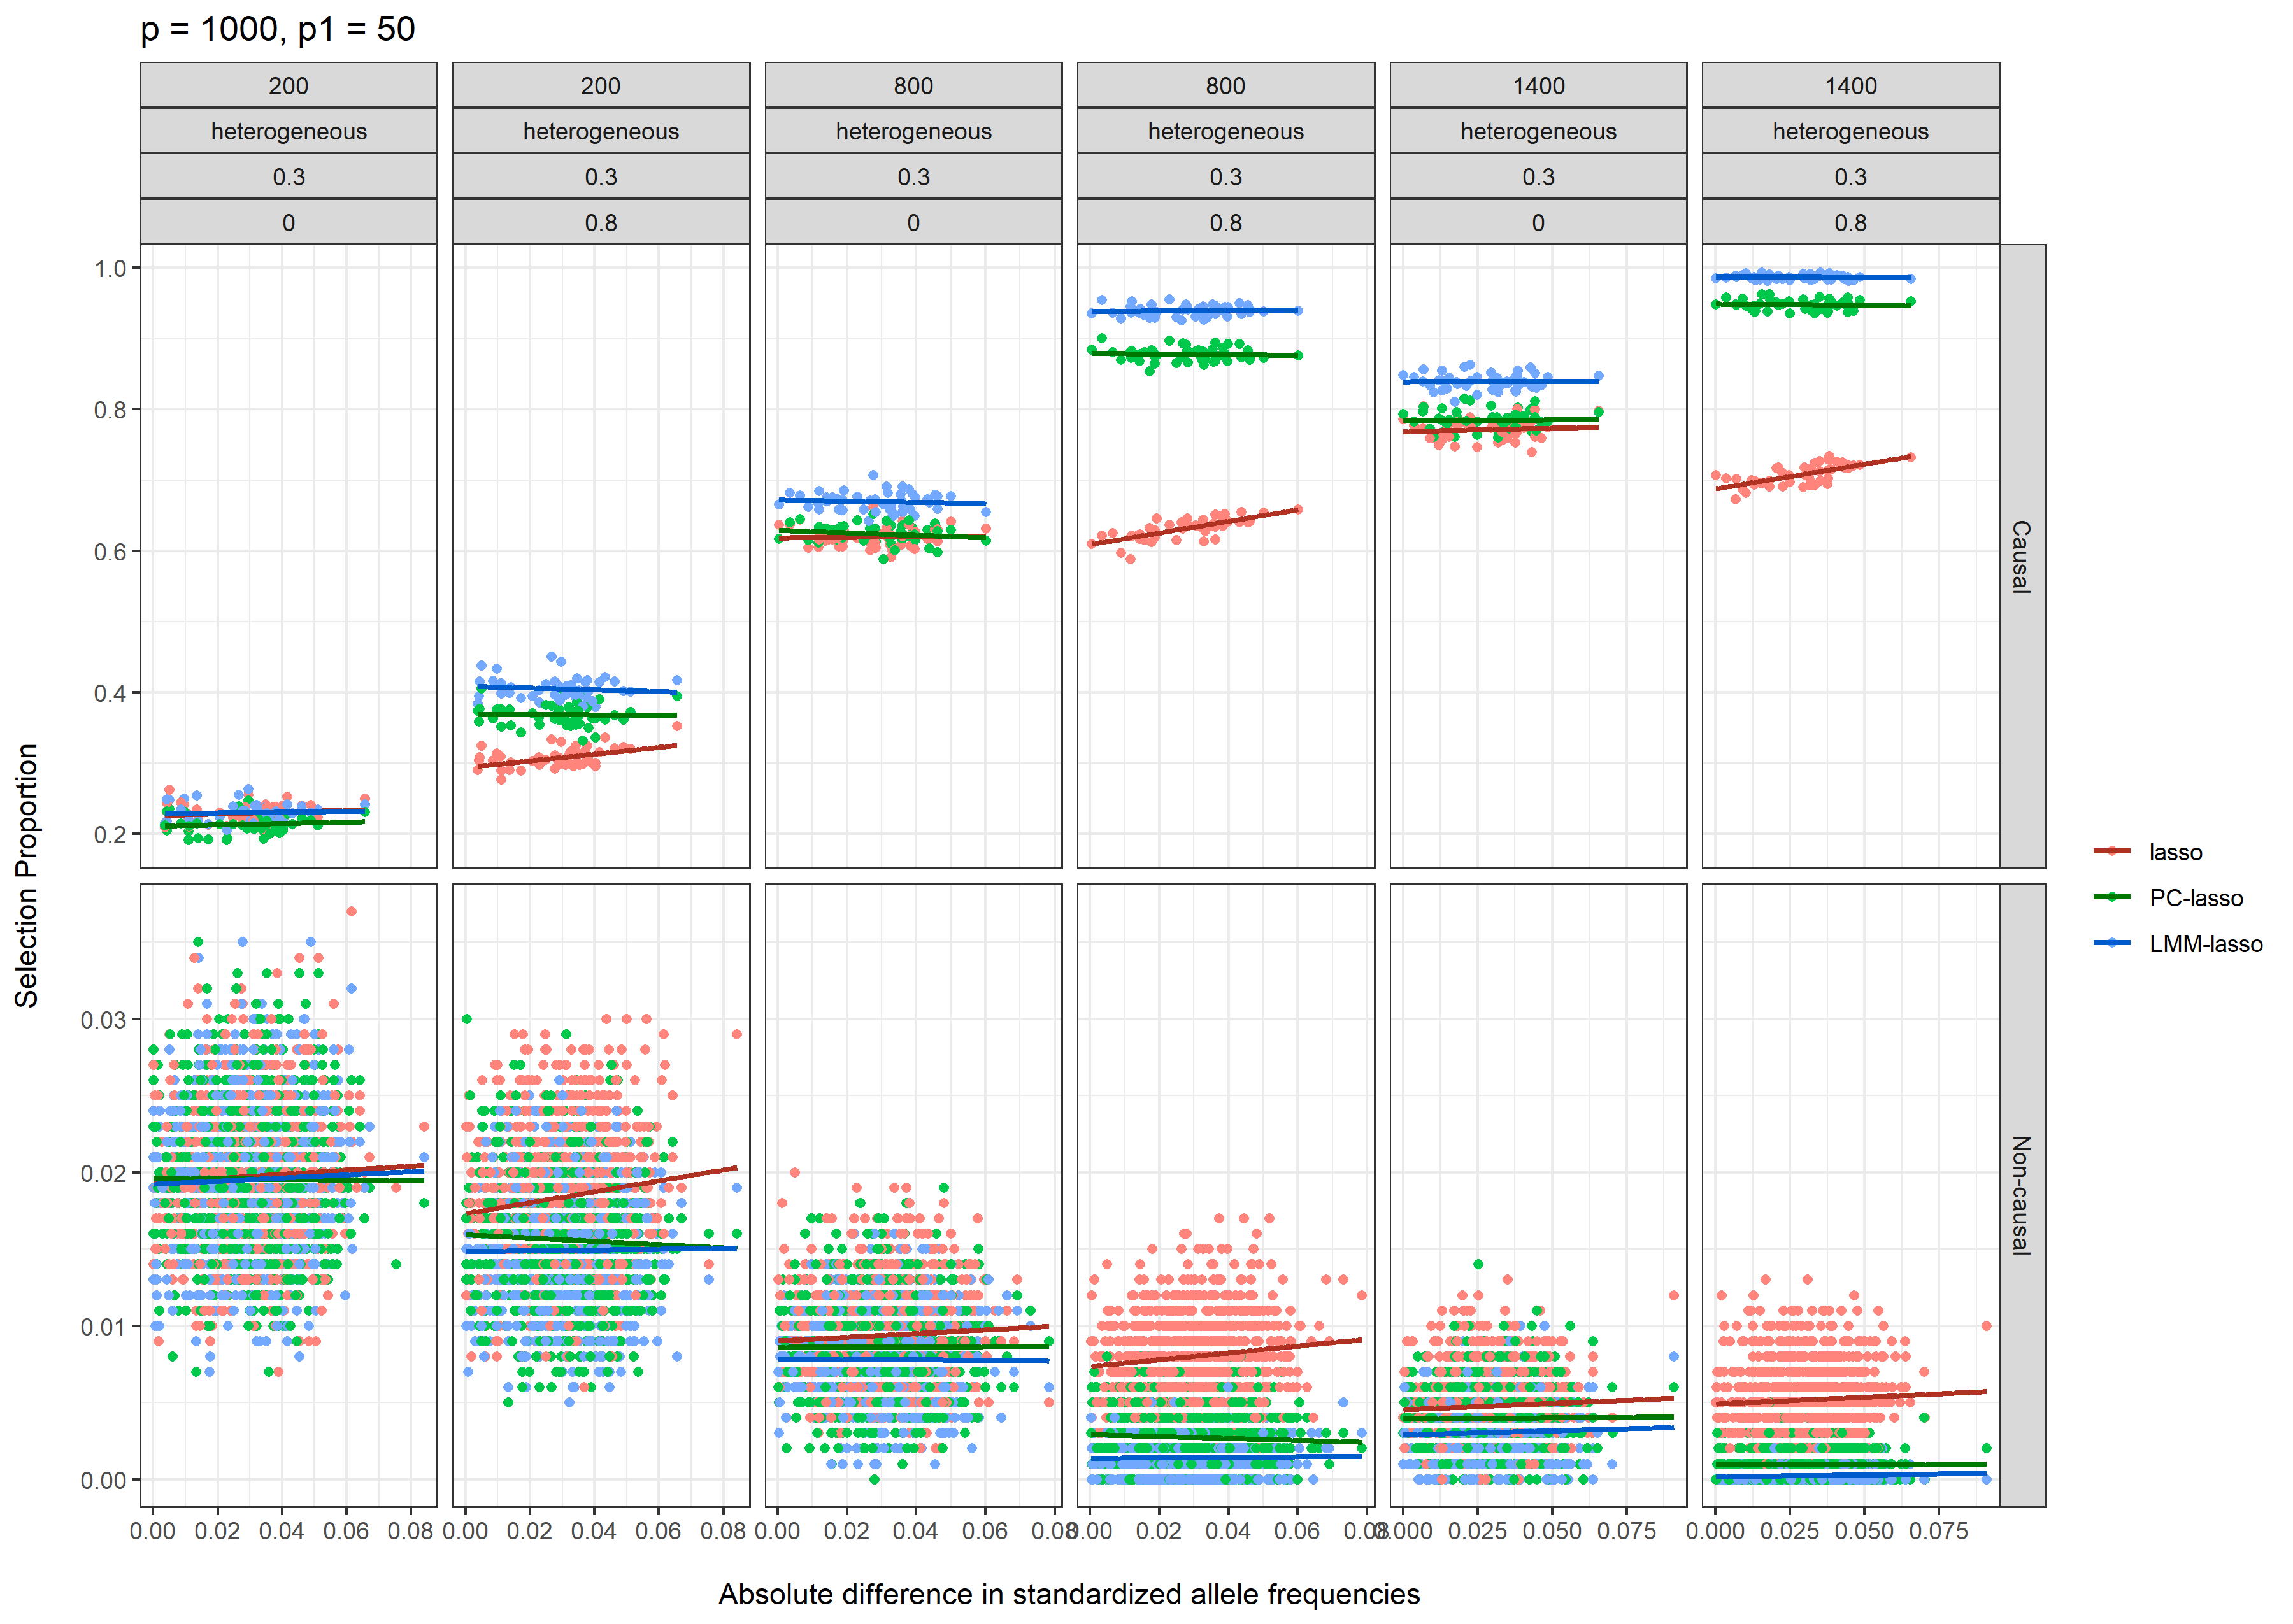 p = 1000, p1 = 50
200 200 800 800 1400 1400
heterogeneous heterogeneous heterogeneous heterogeneous heterogeneous heterogeneous
0.3 0.3 0.3 0.3 0.3 0.3
0 0.8 0 0.8 0 0.8
1.0
0.8
0.6
0.4
0.2
Causal
Selection Proportion
lasso
PC-lasso
LMM-lasso
0.03
0.02
0.01
0.00
Non-causal
0.00 0.02 0.04 0.06 0.08 0.00 0.02 0.04 0.06 0.08 0.00 0.02 0.04 0.06 0.08 0.00 0.02 0.04 0.06 0.08 0.000 0.025 0.050 0.075 0.000 0.025 0.050 0.075
Absolute difference in standardized allele frequencies